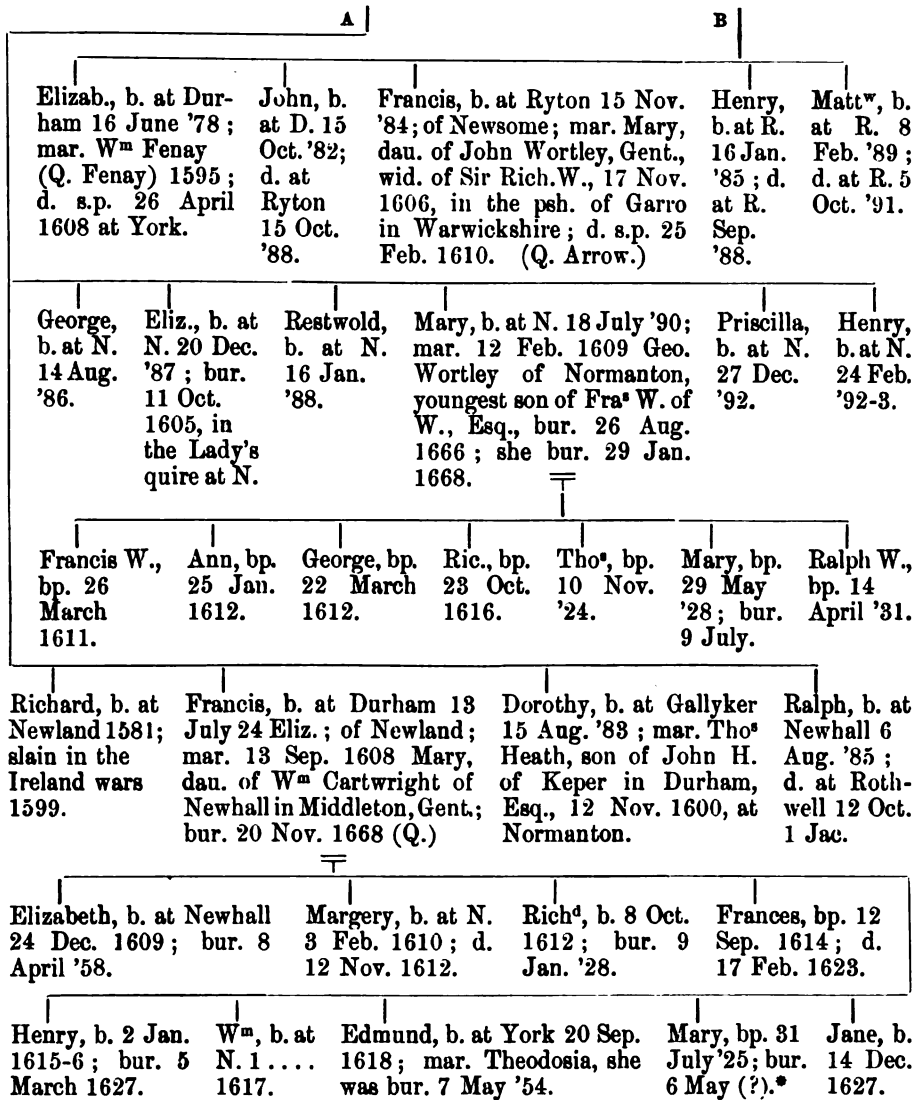 A B
Elizab., b. at Dur-
ham 16 June '78 ;
mar. Wᵐ Fenay
(Q. Fenay) 1595 ;
d. s.p. 26 April
1608 at York.
John, b.
at D. 15
Oct. '82;
d. at
Ryton
15 Oct.
'88.
Francis, b. at Ryton 15 Nov.
'84; of Newsome; mar. Mary,
dau. of John Wortley, Gent.,
wid. of Sir Rich. W., 17 Nov.
1606, in the psh. of Garro
in Warwickshire ; d. s.p. 25
Feb. 1610. (Q. Arrow.)
Henry,
b. at R.
16 Jan.
'85 ; d.
at R.
Sep.
'88.
Mattʷ, b.
at R. 8
Feb. '89 ;
d. at R. 5
Oct. '91.
George,
b. at N.
14 Aug.
'86.
Eliz., b. at
N. 20 Dec.
'87 ; bur.
11 Oct.
1605, in
the Lady's
quire at N.
Restwold,
b. at N.
16 Jan.
'88.
Mary, b. at N. 18 July '90;
mar. 12 Feb. 1609 Geo.
Wortley of Normanton,
youngest son of Fraˢ W. of
W., Esq., bur. 26 Aug.
1666 ; she bur. 29 Jan.
1668.
Priscilla,
b. at N.
27 Dec.
'92.
Henry,
b. at N.
24 Feb.
'92-3.
Francis W.,
bp. 26
March
1611.
Ann, bp.
25 Jan.
1612.
George, bp.
22 March
1612.
Ric., bp.
23 Oct.
1616.
Thoˢ, bp.
10 Nov.
'24.
Mary, bp.
29 May
'28 ; bur.
9 July.
Ralph W.,
bp. 14
April '31.
Richard, b. at
Newland 1581;
slain in the
Ireland wars
1599.
Francis, b. at Durham 13
July 24 Eliz. ; of Newland ;
mar. 13 Sep. 1608 Mary,
dau. of Wᵐ Cartwright of
Newhall in Middleton, Gent.;
bur. 20 Nov. 1668 (Q.)
Dorothy, b. at Gallyker
15 Aug. '83 ; mar. Thoˢ
Heath, son of John H.
of Keper in Durham,
Esq., 12 Nov. 1600, at
Normanton.
Ralph, b. at
Newhall 6
Aug. '85 ;
d. at Roth-
well 12 Oct.
1 Jac.
Elizabeth, b. at Newhall
24 Dec. 1609 ; bur. 8
April '58.
Margery, b. at N.
3 Feb. 1610 ; d.
12 Nov. 1612.
Richᵈ, b. 8 Oct.
1612 ; bur. 9
Jan. '28.
Frances, bp. 12
Sep. 1614 ; d.
17 Feb. 1623.
Henry, b. 2 Jan.
1615-6 ; bur. 5
March 1627.
Wᵐ, b. at
N. 1 . . . .
1617.
Edmund, b. at York 20 Sep.
1618; mar. Theodosia, she
was bur. 7 May '54.
Mary, bp. 31
July '25; bur.
6 May (?).*
Jane, b.
14 Dec.
1627.